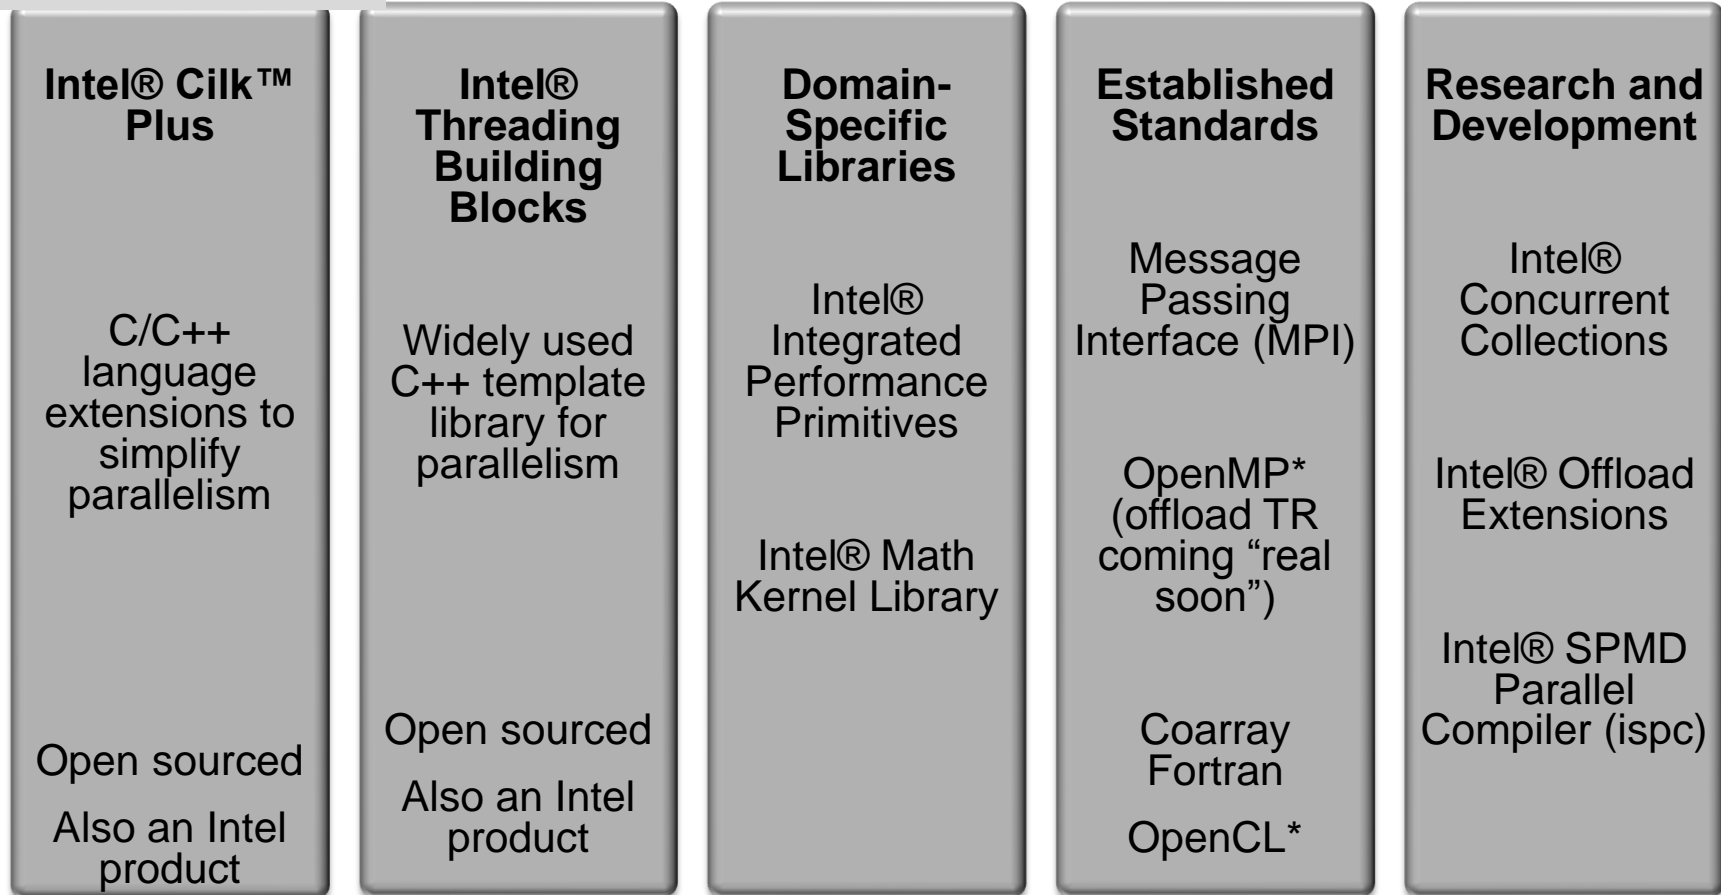 Intel® Cilk™
Plus
C/C++
language
extensions to
simplify
parallelism
Open sourced
Also an Intel
product
Intel®
Threading
Building
Blocks
Widely used
C++ template
library for
parallelism
Open sourced
Also an Intel
product
Domain-
Specific
Libraries
Intel®
Integrated
Performance
Primitives
Intel® Math
Kernel Library
Established
Standards
Message
Passing
Interface (MPI)
OpenMP*
(offload TR
coming “real
soon”)
Coarray
Fortran
OpenCL*
Research and
Development
Intel®
Concurrent
Collections
Intel® Offload
Extensions
Intel® SPMD
Parallel
Compiler (ispc)